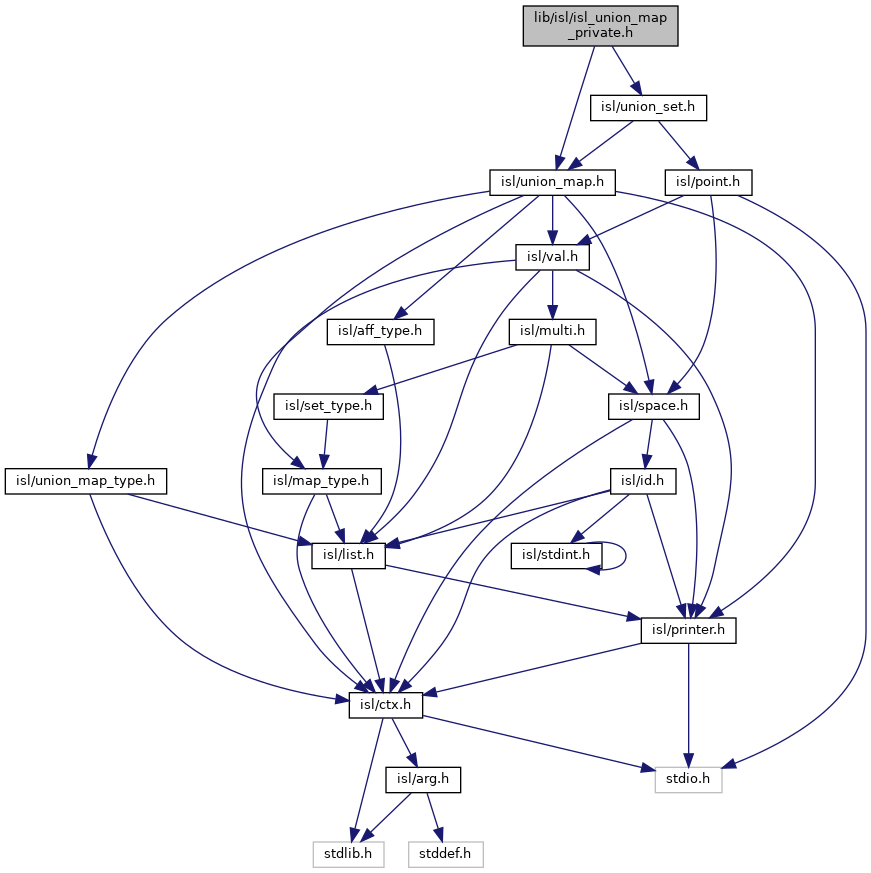 lib/isl/isl_union_map
_private.h
isl/union_set.h
isl/union_map.h
isl/point.h
isl/val.h
isl/aff_type.h
isl/multi.h
isl/set_type.h
isl/space.h
isl/union_map_type.h
isl/map_type.h
isl/id.h
isl/list.h
isl/stdint.h
isl/printer.h
isl/ctx.h
isl/arg.h
stdio.h
stdlib.h
stddef.h